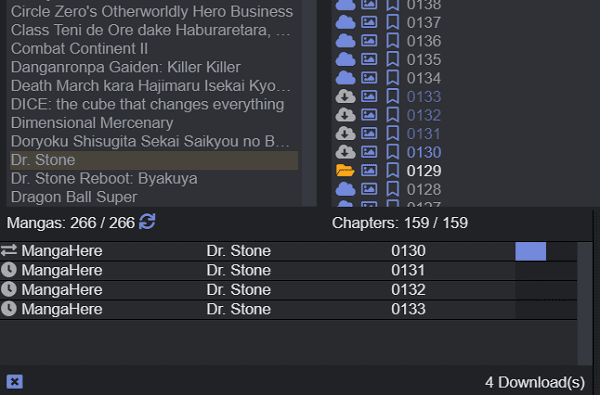 Circle Zero's Otherworldly Hero Business
Class Teni de Ore dake Haburaretara, ...
Combat Continent II
Danganronpa Gaiden: Killer Killer
Death March kara Hajimaru Isekai Kyo...
DICE: the cube that changes everything
Dimensional Mercenary
Doryoku Shisugita Sekai Saikyou no B...
Dr. Stone
Dr. Stone Reboot: Byakuya
Dragon Ball Super
0138
0137
0136
0135
0134
0133
0132
0131
0130
0129
0128
0127
Mangas: 266 / 266
Chapters: 159 / 159
MangaHere Dr. Stone 0130
MangaHere Dr. Stone 0131
MangaHere Dr. Stone 0132
MangaHere Dr. Stone 0133
4 Download(s)